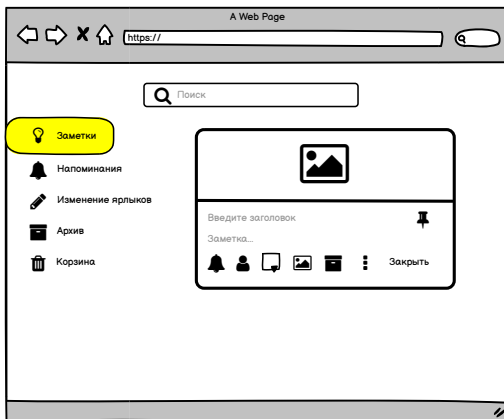 A Web Page
https://
Поиск
Заметки
Напоминания
Изменение ярлыков
Архив
Корзина
Введите заголовок
Заметка...
Закрыть